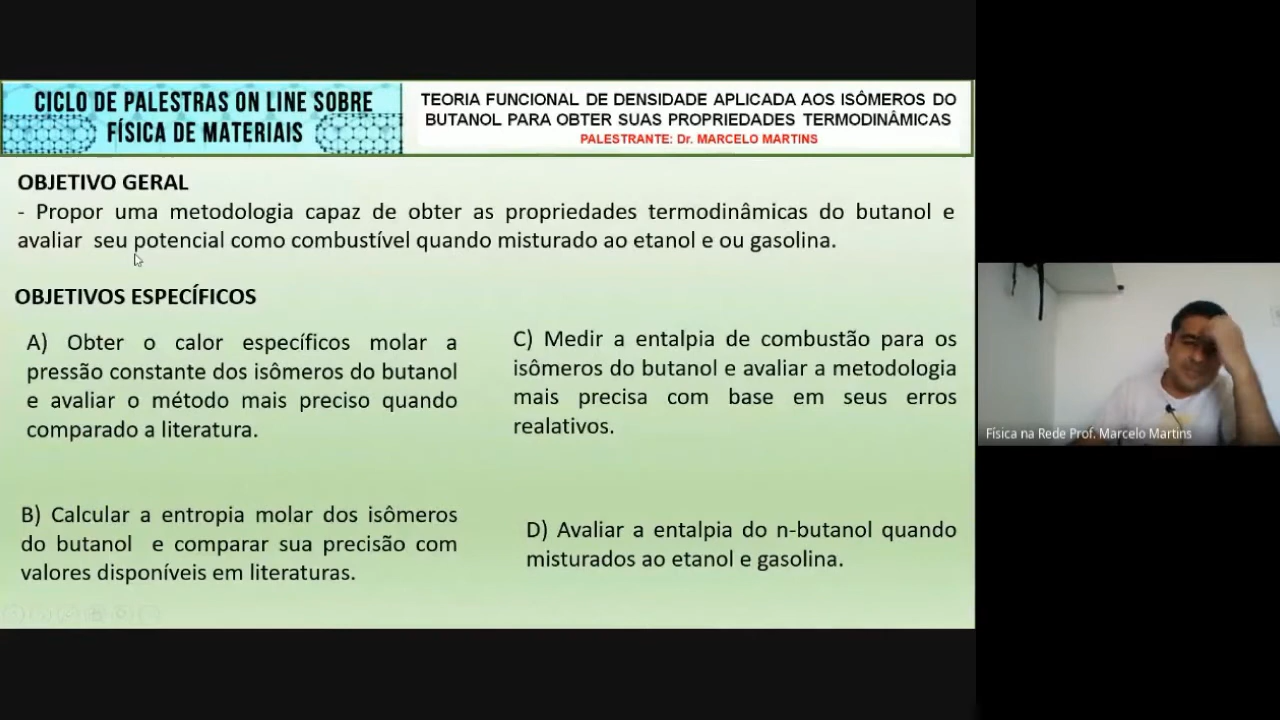 CICLO DE PALESTRAS ON LINE SOBRE
FÍSICA DE MATERIAIS
TEORIA FUNCIONAL DE DENSIDADE APLICADA AOS ISÔMEROS DO
BUTANOL PARA OBTER SUAS PROPRIEDADES TERMODINÂMICAS
PALESTRANTE: Dr. MARCELO MARTINS
OBJETIVO GERAL
- Propor uma metodologia capaz de obter as propriedades termodinâmicas do butanol e
avaliar seu potencial como combustível quando misturado ao etanol e ou gasolina.
OBJETIVOS ESPECÍFICOS
A) Obter o calor específicos molar a
pressão constante dos isômeros do butanol
e avaliar o método mais preciso quando
comparado a literatura.
B) Calcular a entropia molar dos isômeros
do butanol e comparar sua precisão com
valores disponíveis em literaturas.
C) Medir a entalpia de combustão para os
isômeros do butanol e avaliar a metodologia
mais precisa com base em seus erros
realativos.
D) Avaliar a entalpia do n-butanol quando
misturados ao etanol e gasolina.
Física na Rede Prof. Marcelo Martins